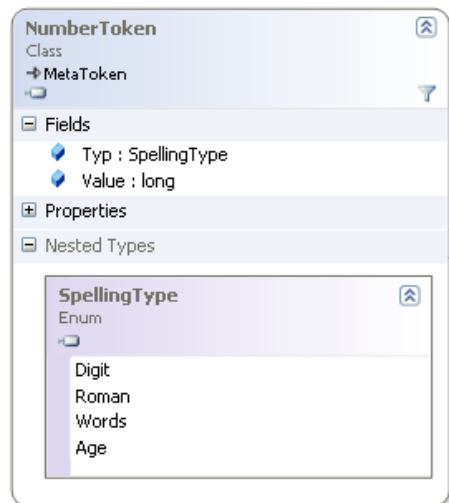 NumberToken
Class
MetaToken
Fields
Typ : SpellingType
Value : long
Properties
Nested Types
SpellingType
Enum
Digit
Roman
Words
Age